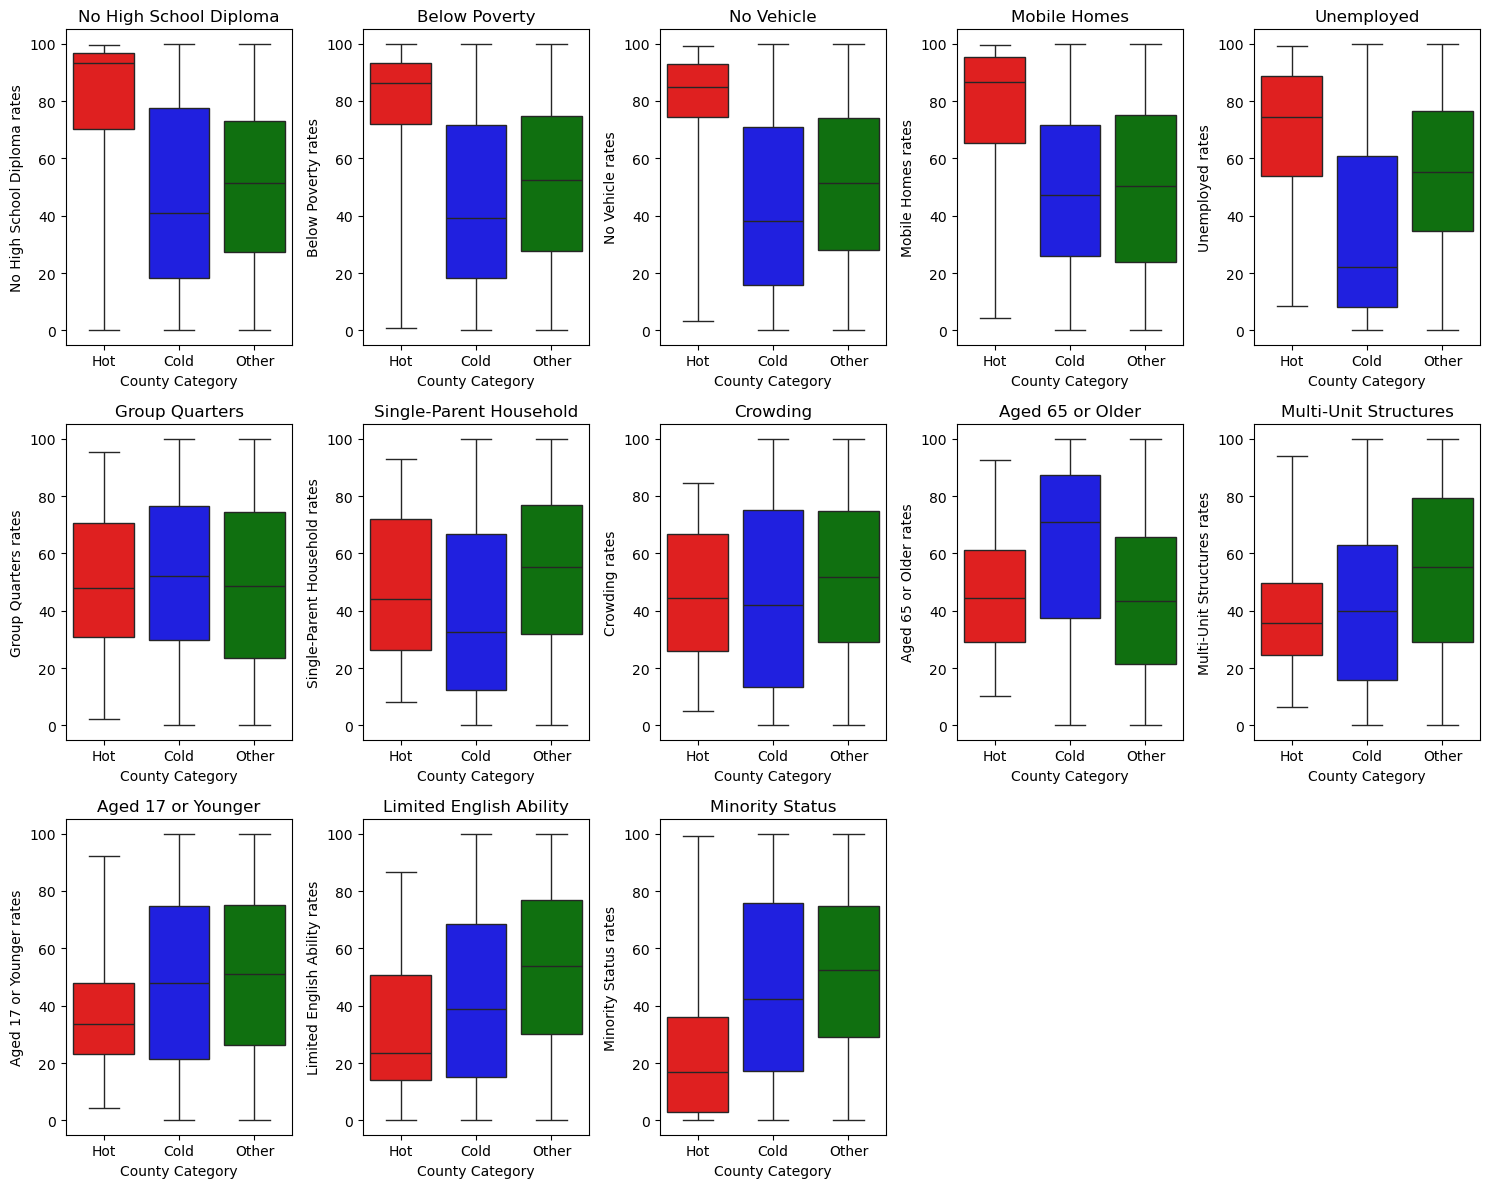 No High School Diploma
Below Poverty
No Vehicle
Mobile Homes
Unemployed
No High School Diploma rates
100
80
60
40
20
0
Hot Cold Other
County Category
Below Poverty rates
100
80
60
40
20
0
Hot Cold Other
County Category
No Vehicle rates
100
80
60
40
20
0
Hot Cold Other
County Category
Mobile Homes rates
100
80
60
40
20
0
Hot Cold Other
County Category
Unemployed rates
100
80
60
40
20
0
Hot Cold Other
County Category
Group Quarters
Single-Parent Household
Crowding
Aged 65 or Older
Multi-Unit Structures
Group Quarters rates
100
80
60
40
20
0
Hot Cold Other
County Category
Single-Parent Household rates
100
80
60
40
20
0
Hot Cold Other
County Category
Crowding rates
100
80
60
40
20
0
Hot Cold Other
County Category
Aged 65 or Older rates
100
80
60
40
20
0
Hot Cold Other
County Category
Multi-Unit Structures rates
100
80
60
40
20
0
Hot Cold Other
County Category
Aged 17 or Younger
Limited English Ability
Minority Status
Aged 17 or Younger rates
100
80
60
40
20
0
Hot Cold Other
County Category
Limited English Ability rates
100
80
60
40
20
0
Hot Cold Other
County Category
Minority Status rates
100
80
60
40
20
0
Hot Cold Other
County Category